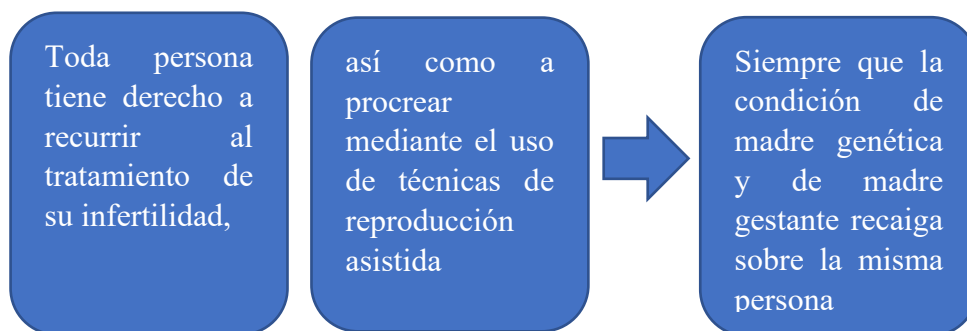 Toda persona
tiene derecho a
recurrir al
tratamiento de
su infertilidad,
así como a
procrear
mediante el uso
de técnicas de
reproducción
asistida
Siempre que la
condición de
madre genética
y de madre
gestante recaiga
sobre la misma
persona